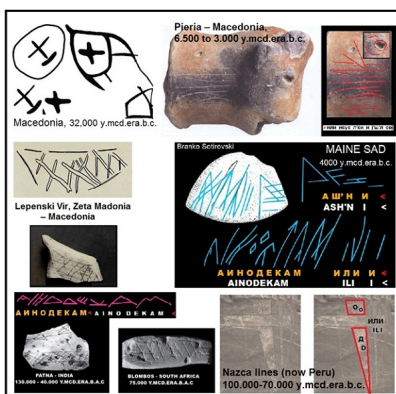 Macedonia, 32,000 y.mcd.era.b.c.
Pieria – Macedonia,
6.500 to 3.000 y.mcd.era.b.c.
Lepenski Vir, Zeta Madonia
– Macedonia
Branko Sotirovski
MAINE SAD
4000 y.mcd.era.b.c.
АШ'Н И <
ASH'N I <
АИНОДЕКАМ ИЛИ И <
AINODEKAM ILI I <
АИНОДЕКАМ < AINODEKAM <
PATNA - INDIA
130.000 - 40.000 Y.MCD.ERA.B.A.C
BLOMBOS - SOUTH AFRICA
75.000 Y.MCD.ERA.B.C.
ИЛИ
ILI
Д
D
Nazca lines (now Peru)
100.000-70.000 y.mcd.era.b.c.